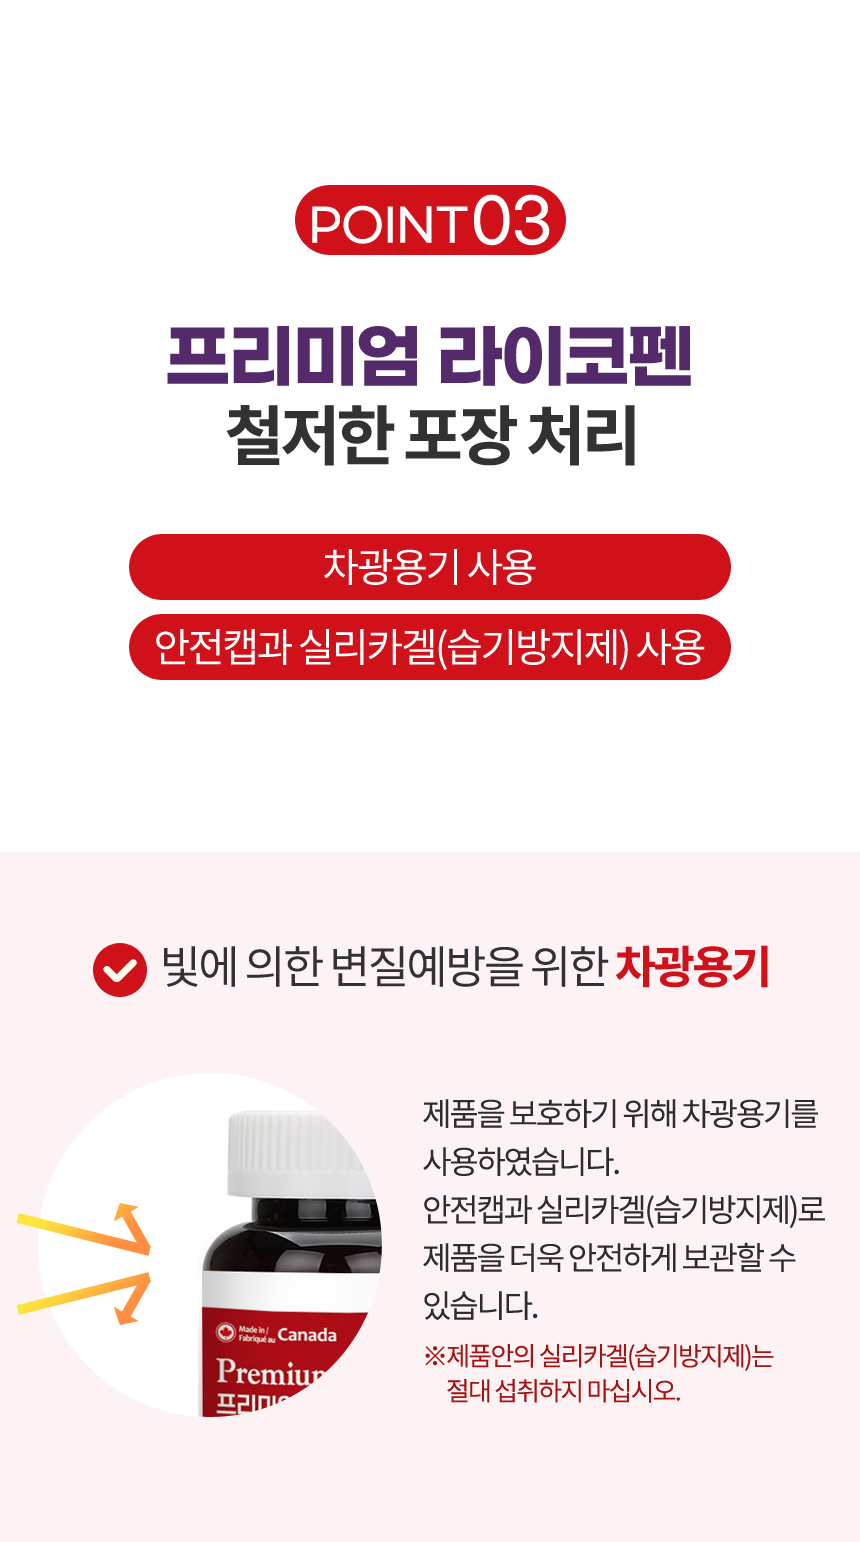 POINT 03
프리미엄 라이코펜
철저한 포장 처리
차광용기 사용
안전캡과 실리카겔(습기방지제) 사용
빛에 의한 변질예방을 위한 차광용기
제품을 보호하기 위해 차광용기를
사용하였습니다.
안전캡과 실리카겔(습기방지제)로
제품을 더욱 안전하게 보관할 수
있습니다.
※제품안의 실리카겔(습기방지제)는
절대 섭취하지 마십시오.
Made in /
Fabriqué au Canada